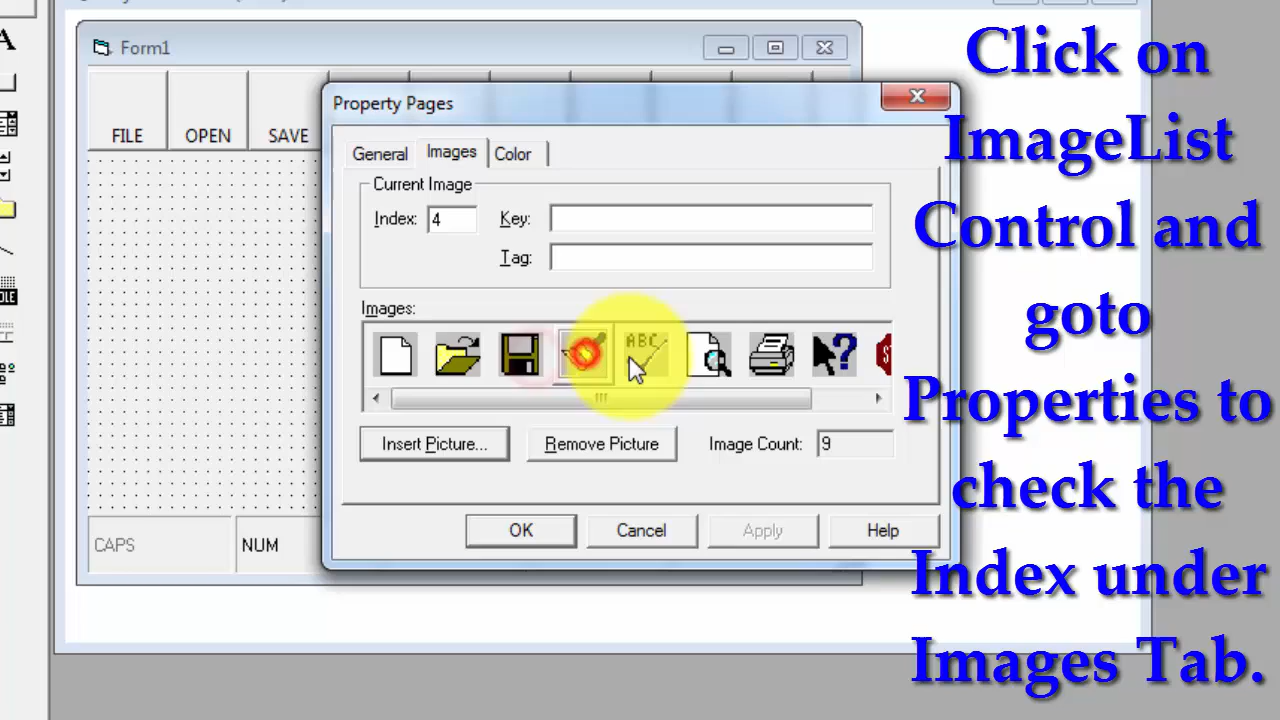 Form1
FILE OPEN SAVE
Property Pages
General Images Color
Current Image
Index: 4 Key:
Tag:
Images:
ABC
?
Insert Picture... Remove Picture Image Count: 9
OK Cancel Apply Help
CAPS NUM
Click on
ImageList
Control and
goto
Properties to
check the
Index under
Images Tab.
A